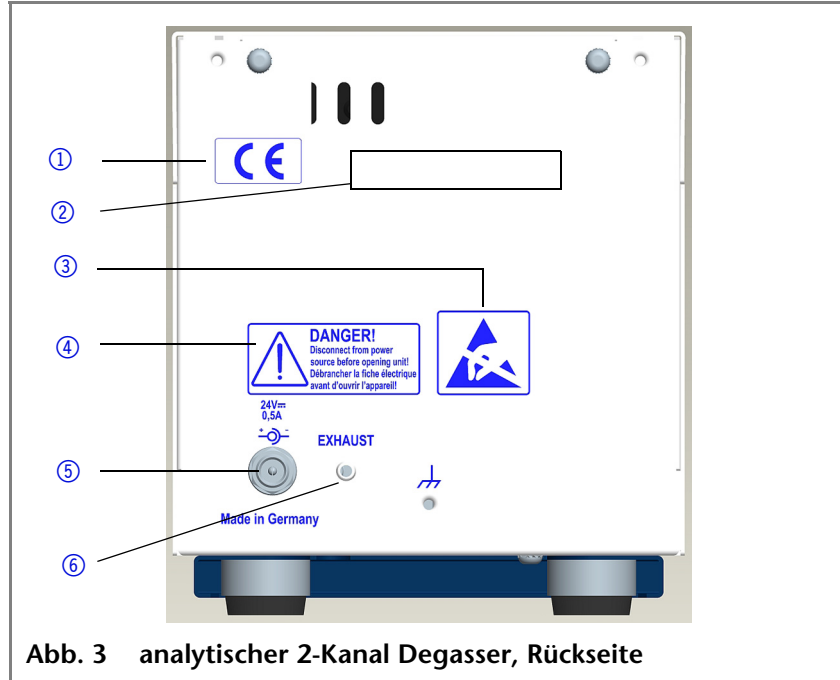 ①
CE
②
③
④
DANGER!
Disconnect from power
source before opening unit!
Débrancher la fiche électrique
avant d'ouvrir l'appareil!
24V⎓
0,5A
+ -
EXHAUST
⑤
Made in Germany
⑥
Abb. 3 analytischer 2-Kanal Degasser, Rückseite